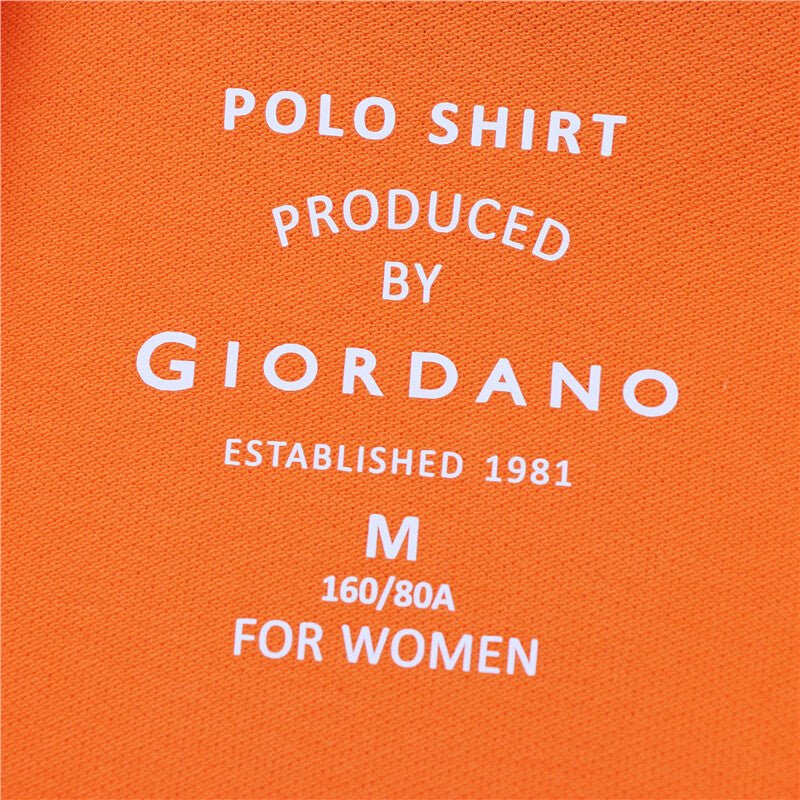 POLO SHIRT
PRODUCED
BY
GIORDANO
ESTABLISHED 1981
M
160/80A
FOR WOMEN